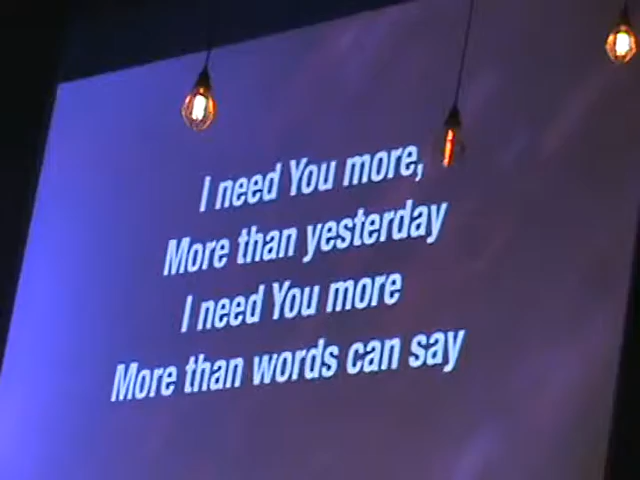 I need You more,
More than yesterday
I need You more
More than words can say